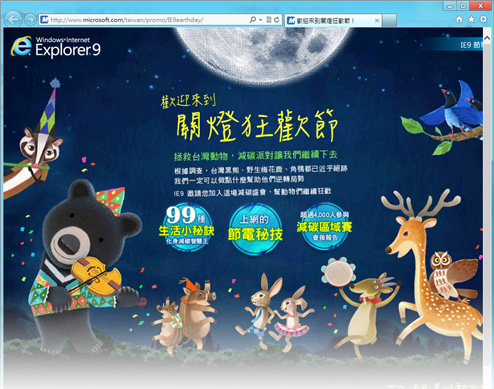 http://www.microsoft.com/taiwan/promo/IE9earthday/
歡迎來到關燈狂歡節!
Windows Internet
Explorer 9
歡迎來到
關燈狂歡節
拯救台灣動物,減碳派對讓我們繼續下去
根據調查,台灣黑熊、野生梅花鹿、角鴞都已近乎絕跡
我們一定可以做點什麼幫助他們逆轉局勢
IE9 邀請您加入這場減碳盛會,幫動物們繼續狂歡
99種
生活小秘訣
化身減碳智慧王
上網的
節電秘技
超過4,000人參與
減碳區域賽
會後報告